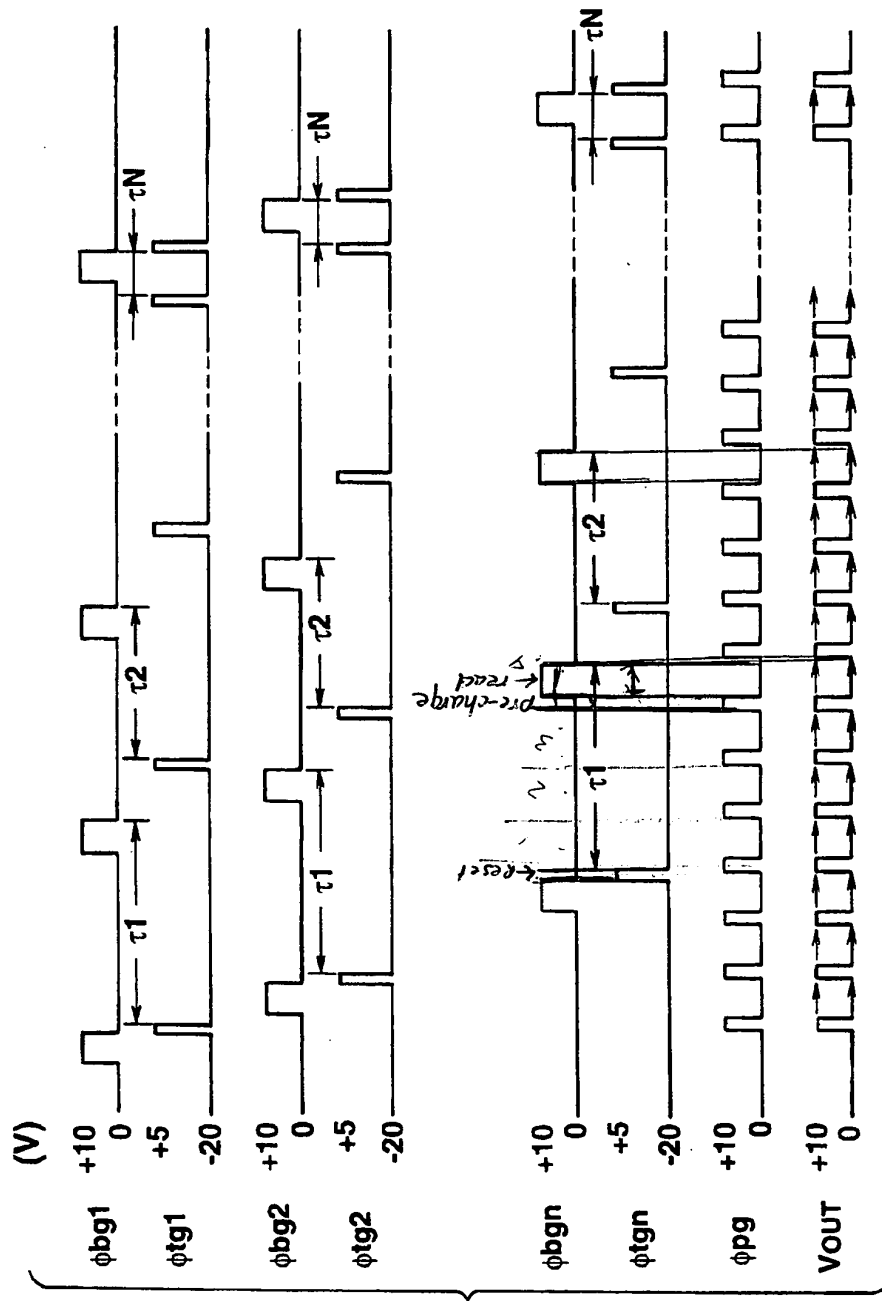 (V)
φbg1 +10 0
φtg1 +5 -20
τ1 τ2 τN
φbg2 +10 0
φtg2 +5 -20
τ1 τ2 τN
φbgn +10 0
φtgn +5 -20
←Reset
pre-charge
←react
τ1 τ2 τN
φpg +10 0
VOUT +10 0